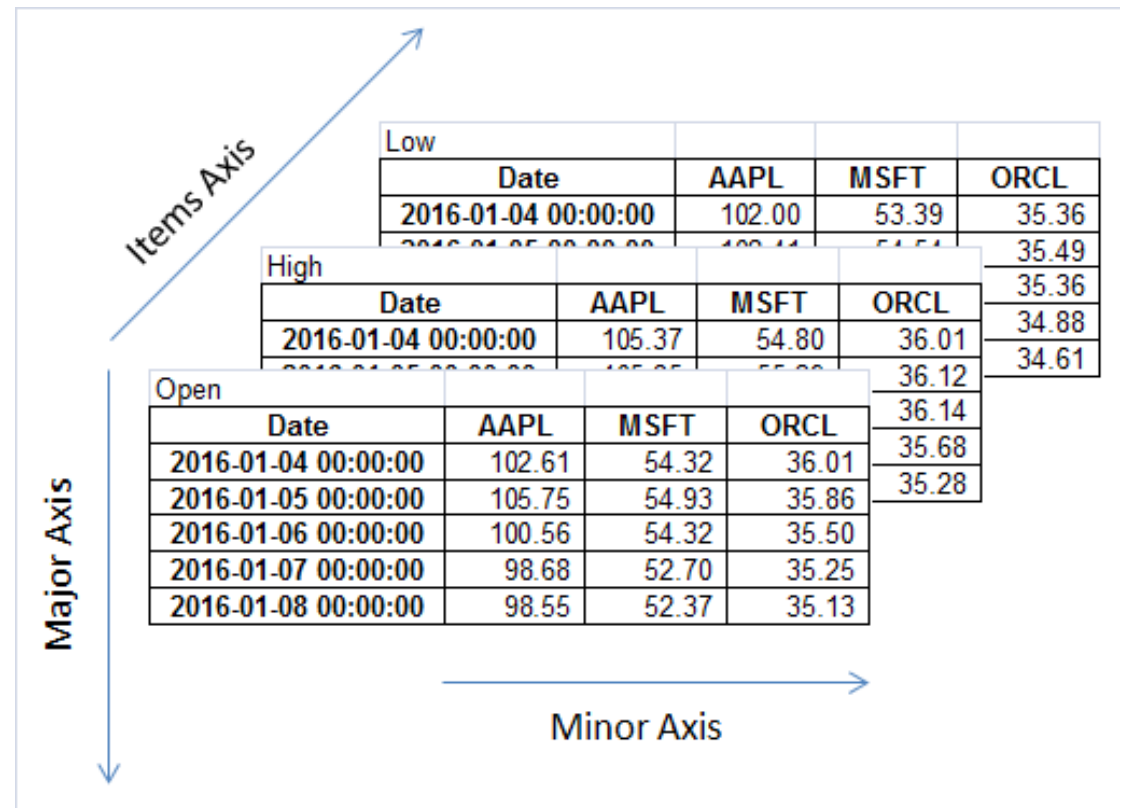 Items Axis
Low
Date AAPL MSFT ORCL
2016-01-04 00:00:00 102.00 53.39 35.36
35.49
35.36
34.88
34.61
High
Date AAPL MSFT ORCL
2016-01-04 00:00:00 105.37 54.80 36.01
36.12
36.14
35.68
35.28
Open
Date AAPL MSFT ORCL
2016-01-04 00:00:00 102.61 54.32 36.01
2016-01-05 00:00:00 105.75 54.93 35.86
2016-01-06 00:00:00 100.56 54.32 35.50
2016-01-07 00:00:00 98.68 52.70 35.25
2016-01-08 00:00:00 98.55 52.37 35.13
Major Axis
Minor Axis